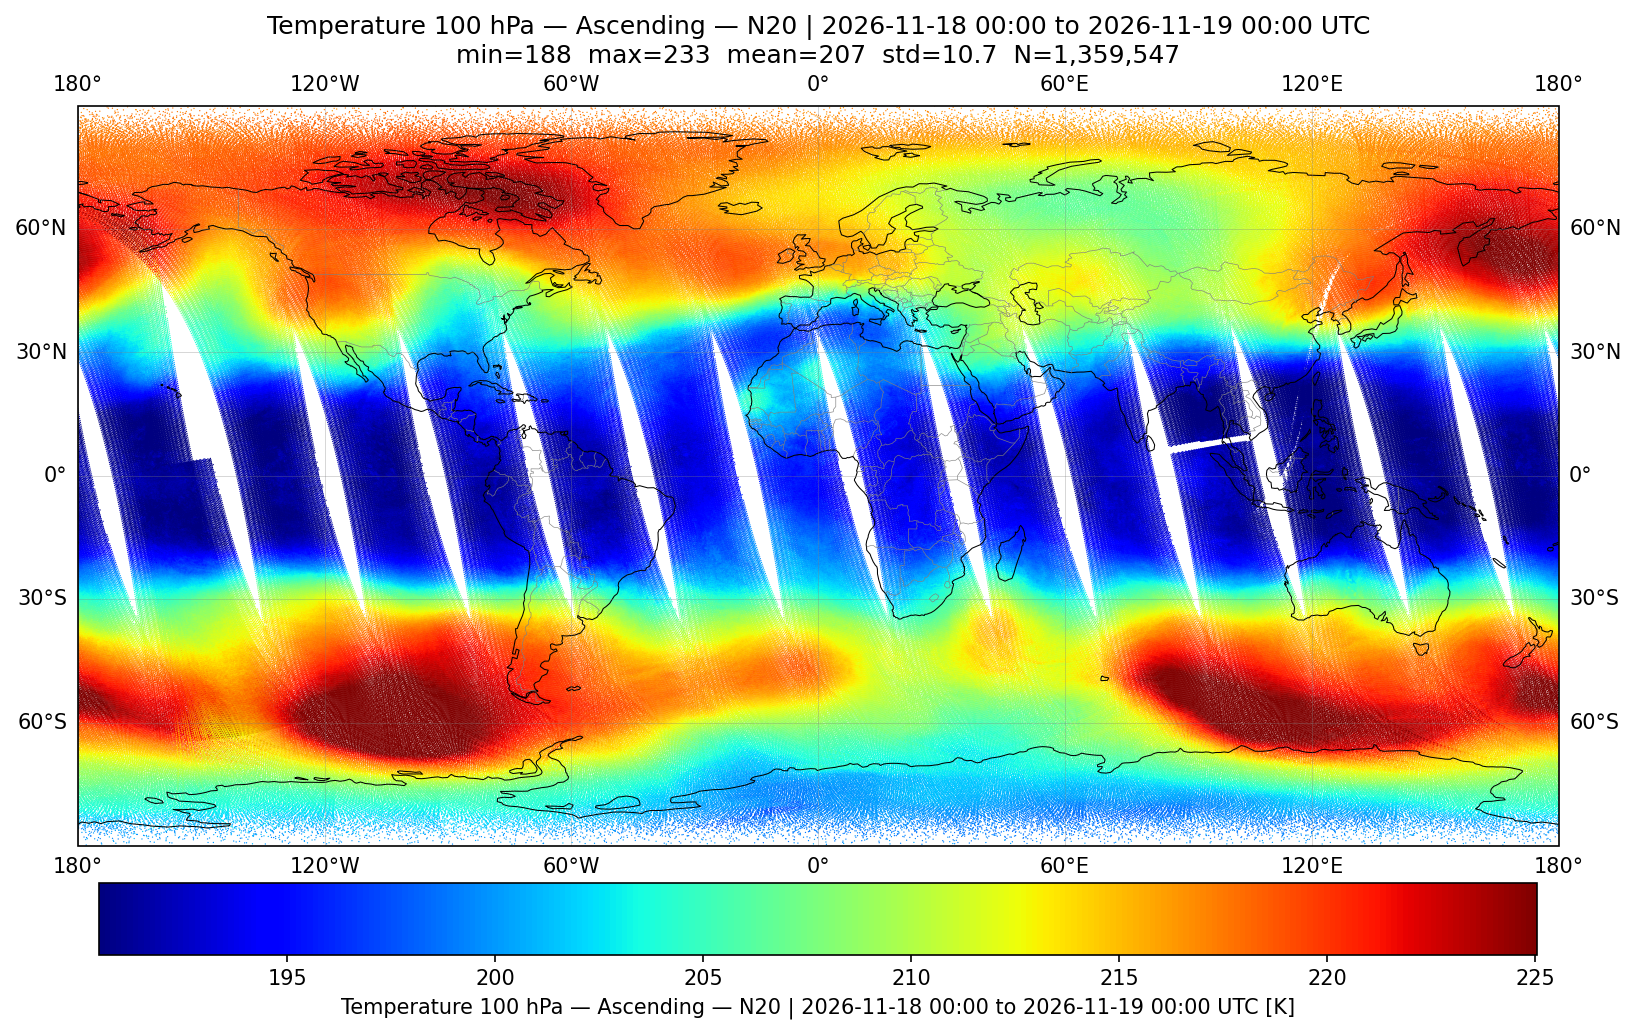 Temperature 100 hPa — Ascending — N20 | 2026-11-18 00:00 to 2026-11-19 00:00 UTC
min=188  max=233  mean=207  std=10.7  N=1,359,547
180° 120°W 60°W 0° 60°E 120°E 180°
60°N 60°N
30°N 30°N
0° 0°
30°S 30°S
60°S 60°S
180° 120°W 60°W 0° 60°E 120°E 180°
195 200 205 210 215 220 225
Temperature 100 hPa — Ascending — N20 | 2026-11-18 00:00 to 2026-11-19 00:00 UTC [K]